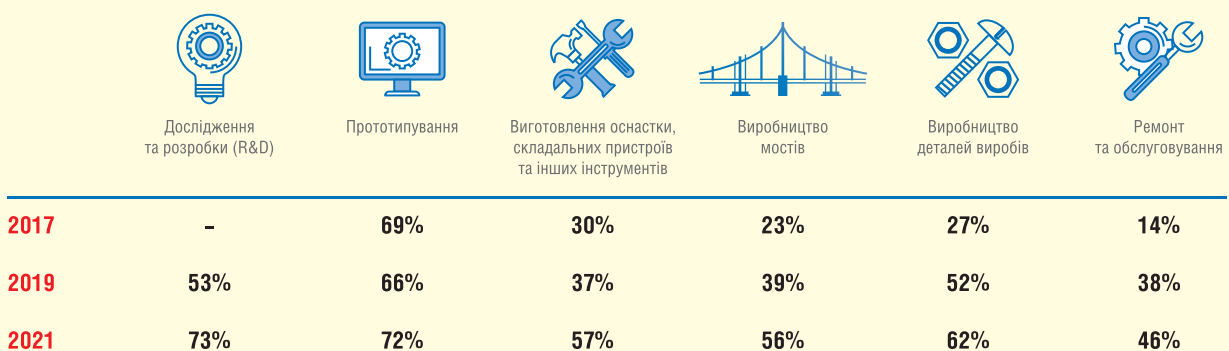 Дослідження
та розробки (R&D)
Прототипування
Виготовлення оснастки,
складальних пристроїв
та інших інструментів
Виробництво
мостів
Виробництво
деталей виробів
Ремонт
та обслуговування
2017 – 69% 30% 23% 27% 14%
2019 53% 66% 37% 39% 52% 38%
2021 73% 72% 57% 56% 62% 46%